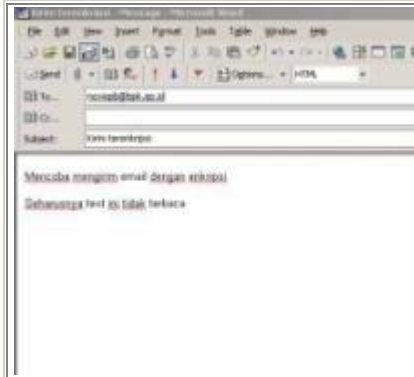 Kirim terenkripsi - Message - Microsoft Word
File Edit View Insert Format Tools Table Window Help
Send Options... HTML
To...
Cc...
Subject: Kirim terenkripsi
Mencoba mengirim email dengan enkripsi
Seharusnya text ini tidak terbaca